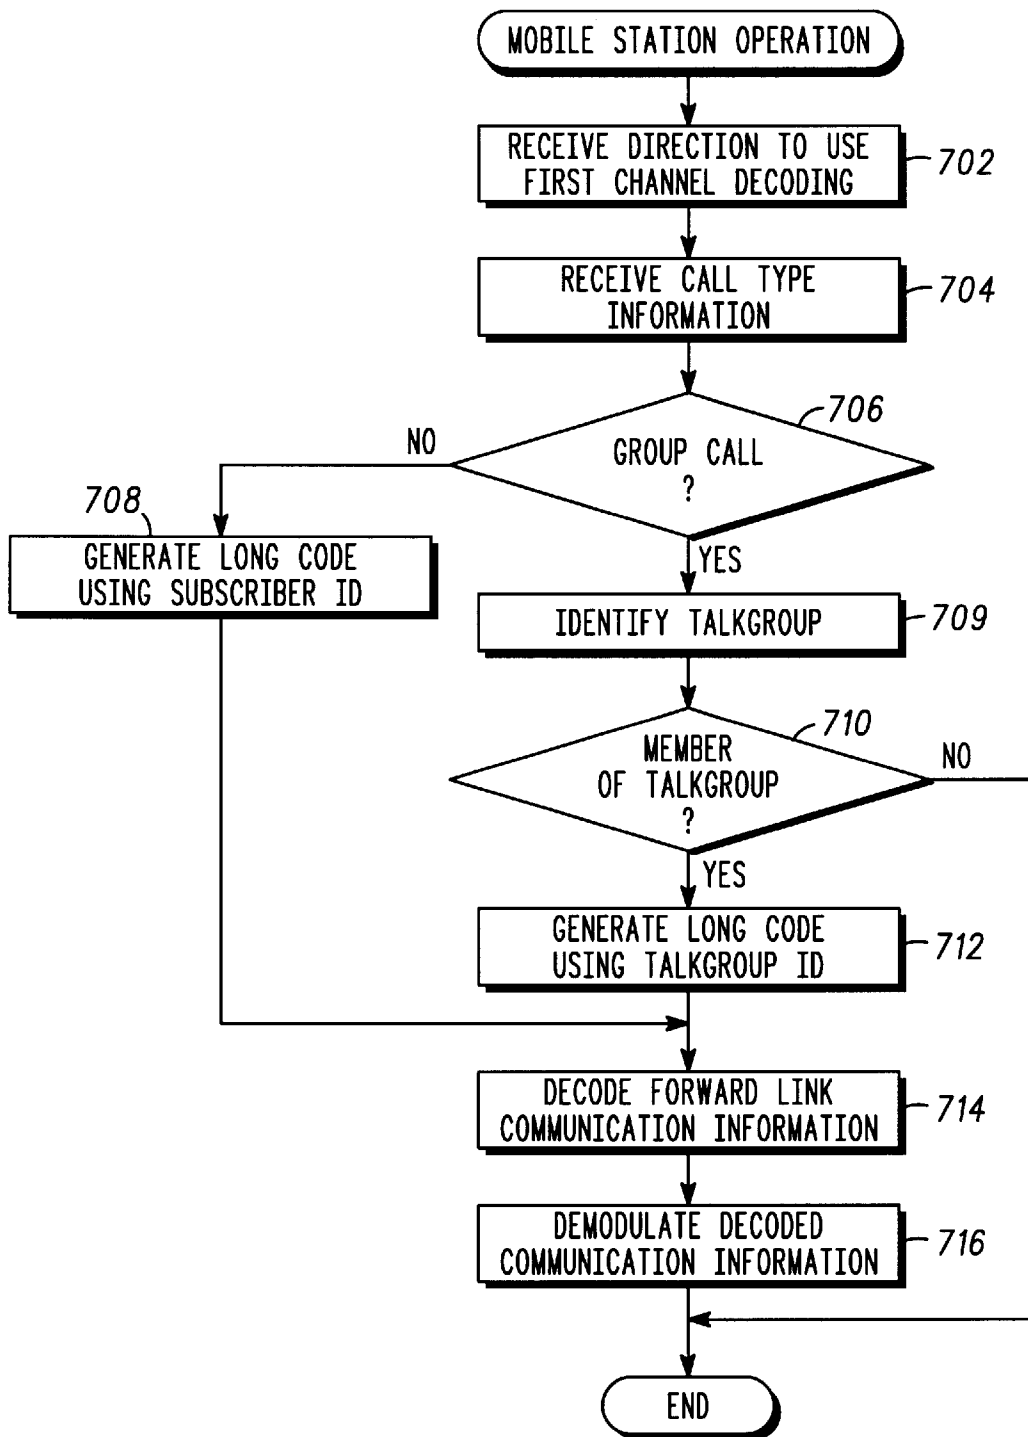 MOBILE STATION OPERATION
RECEIVE DIRECTION TO USE
FIRST CHANNEL DECODING
702
RECEIVE CALL TYPE
INFORMATION
704
706
GROUP CALL
?
NO
YES
708
GENERATE LONG CODE
USING SUBSCRIBER ID
IDENTIFY TALKGROUP
709
710
MEMBER
OF TALKGROUP
?
NO
YES
GENERATE LONG CODE
USING TALKGROUP ID
712
DECODE FORWARD LINK
COMMUNICATION INFORMATION
714
DEMODULATE DECODED
COMMUNICATION INFORMATION
716
END